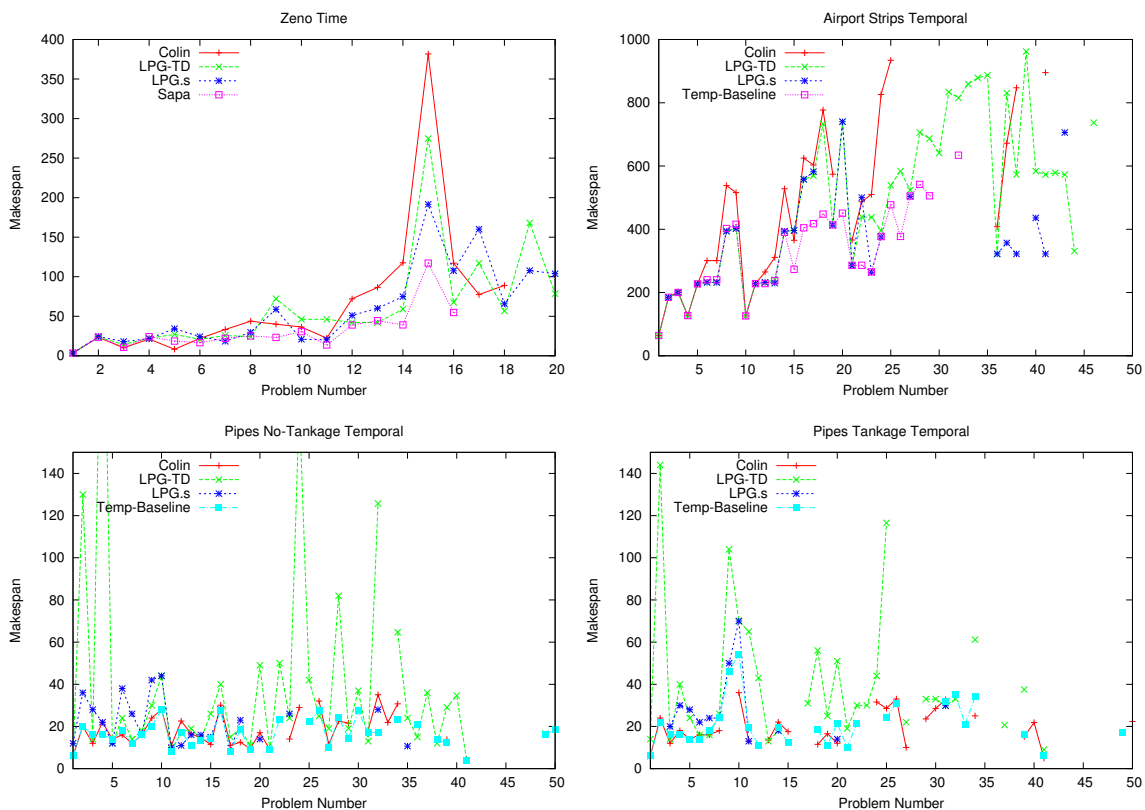 Zeno Time
Makespan
400
350
300
250
200
150
100
50
0
2 4 6 8 10 12 14 16 18 20
Problem Number
Colin
LPG-TD
LPG.s
Sapa
Airport Strips Temporal
Makespan
1000
800
600
400
200
0
5 10 15 20 25 30 35 40 45 50
Problem Number
Colin
LPG-TD
LPG.s
Temp-Baseline
Pipes No-Tankage Temporal
Makespan
140
120
100
80
60
40
20
0
5 10 15 20 25 30 35 40 45 50
Problem Number
Colin
LPG-TD
LPG.s
Temp-Baseline
Pipes Tankage Temporal
Makespan
140
120
100
80
60
40
20
0
5 10 15 20 25 30 35 40 45 50
Problem Number
Colin
LPG-TD
LPG.s
Temp-Baseline